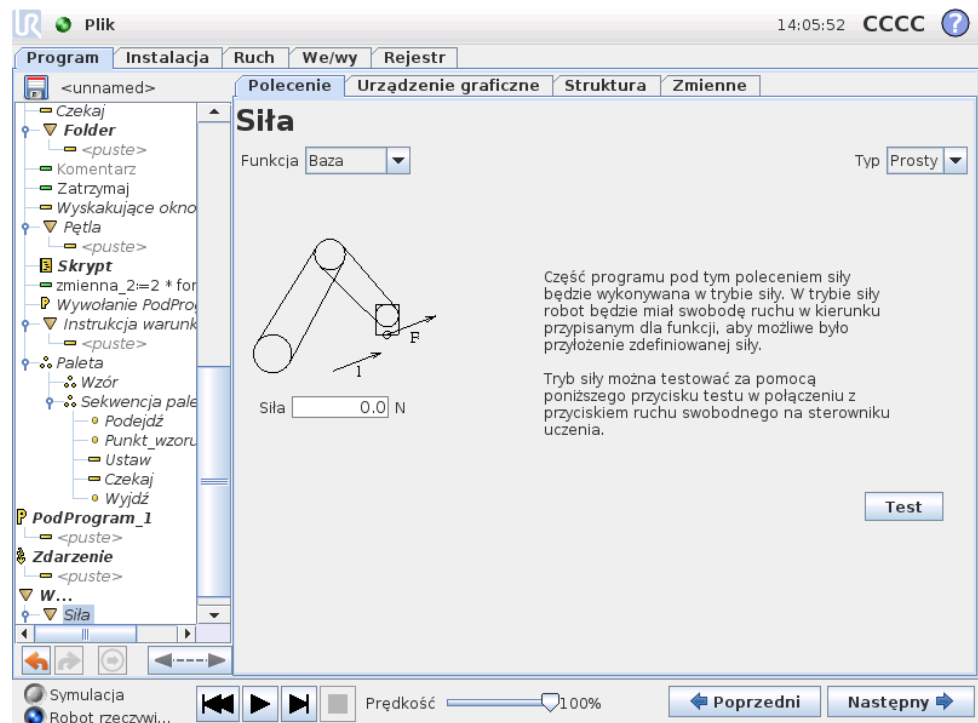 UR Plik 14:05:52 CCCC ?
Program Instalacja Ruch We/wy Rejestr
<unnamed>
Polecenie Urządzenie graficzne Struktura Zmienne
Czekaj
Folder
<puste>
Komentarz
Zatrzymaj
Wyskakujące okno
Pętla
<puste>
Skrypt
zmienna_2:=2 * for
P Wywołanie PodPro
Instrukcja warunk
<puste>
Paleta
Wzór
Sekwencja pale
Podejdź
Punkt_wzoru
Ustaw
Czekaj
Wyjdź
P PodProgram_1
<puste>
Zdarzenie
<puste>
W...
Siła
Siła
Funkcja Baza
Typ Prosty
F
1
Siła 0.0 N
Część programu pod tym poleceniem siły
będzie wykonywana w trybie siły. W trybie siły
robot będzie miał swobodę ruchu w kierunku
przypisanym dla funkcji, aby możliwe było
przyłożenie zdefiniowanej siły.
Tryb siły można testować za pomocą
poniższego przycisku testu w połączeniu z
przyciskiem ruchu swobodnego na sterowniku
uczenia.
Test
Symulacja
Robot rzeczywi...
Prędkość 100%
Poprzedni Następny